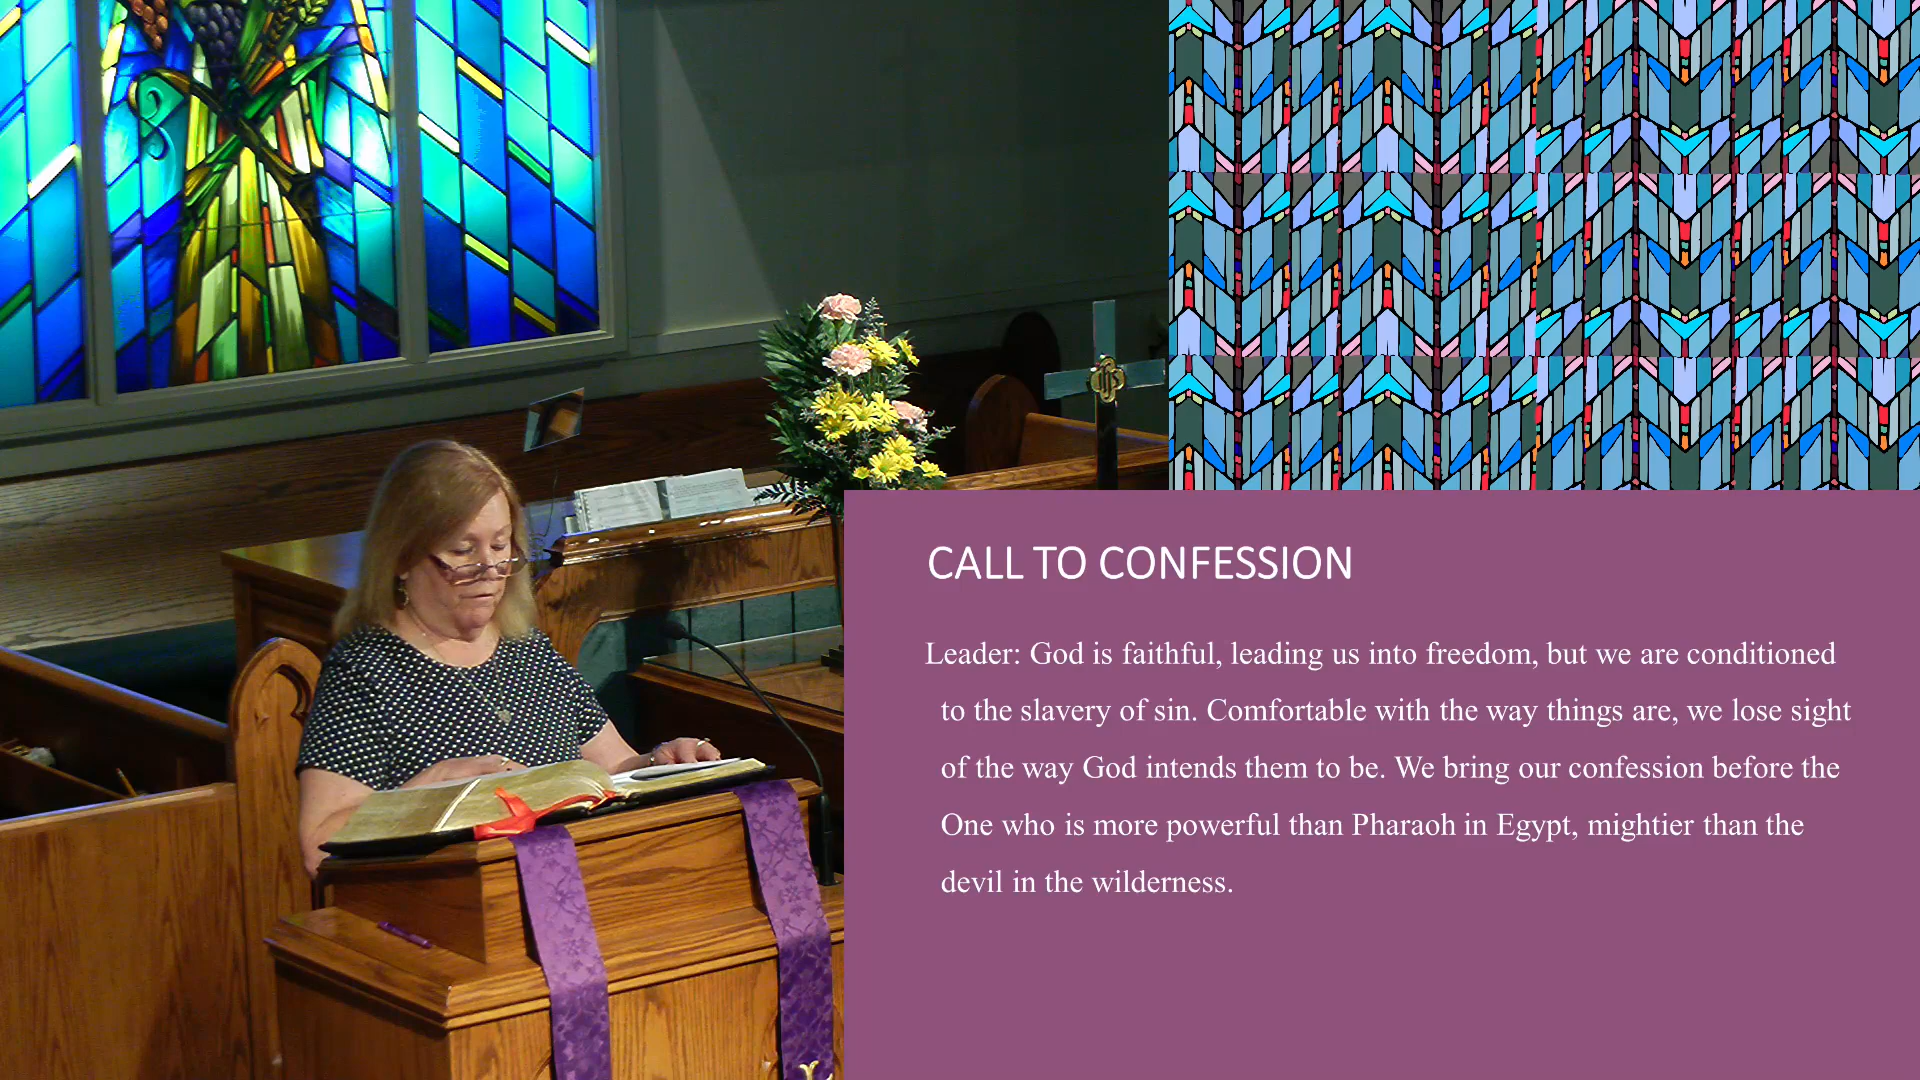 CALL TO CONFESSION
Leader: God is faithful, leading us into freedom, but we are conditioned
to the slavery of sin. Comfortable with the way things are, we lose sight
of the way God intends them to be. We bring our confession before the
One who is more powerful than Pharaoh in Egypt, mightier than the
devil in the wilderness.